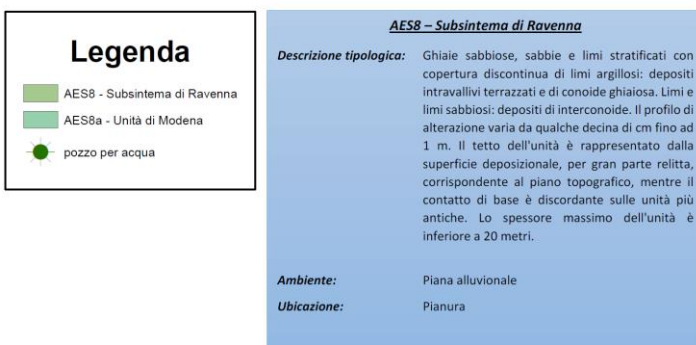 Legenda
AES8 - Subsintema di Ravenna
AES8a - Unità di Modena
pozzo per acqua
AES8 – Subsintema di Ravenna
Descrizione tipologica: Ghiaie sabbiose, sabbie e limi stratificati con
copertura discontinua di limi argillosi: depositi
intravallivi terrazzati e di conoide ghiaiosa. Limi e
limi sabbiosi: depositi di interconoide. Il profilo di
alterazione varia da qualche decina di cm fino ad
1 m. Il tetto dell'unità è rappresentato dalla
superficie deposizionale, per gran parte relitta,
corrispondente al piano topografico, mentre il
contatto di base è discordante sulle unità più
antiche. Lo spessore massimo dell'unità è
inferiore a 20 metri.
Ambiente: Piana alluvionale
Ubicazione: Pianura